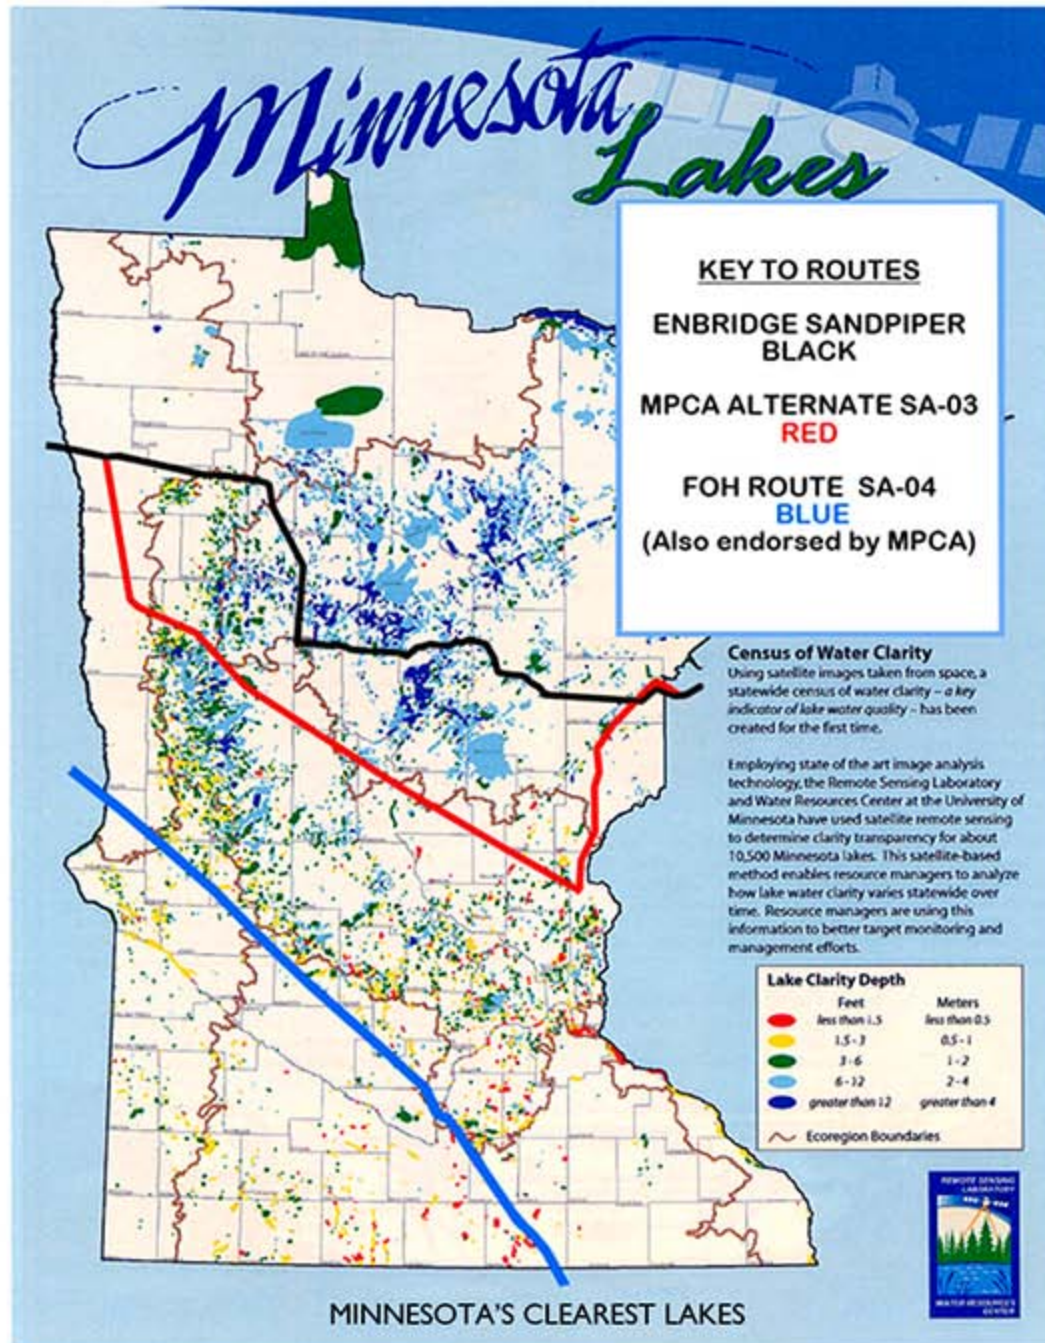 Minnesota
Lakes
KEY TO ROUTES
ENBRIDGE SANDPIPER
BLACK
MPCA ALTERNATE SA-03
RED
FOH ROUTE SA-04
BLUE
(Also endorsed by MPCA)
Census of Water Clarity
Using satellite images taken from space, a
statewide census of water clarity – a key
indicator of lake water quality – has been
created for the first time.
Employing state of the art image analysis
technology, the Remote Sensing Laboratory
and Water Resources Center at the University of
Minnesota have used satellite remote sensing
to determine clarity transparency for about
10,500 Minnesota lakes. This satellite-based
method enables resource managers to analyze
how lake water clarity varies statewide over
time. Resource managers are using this
information to better target monitoring and
management efforts.
Lake Clarity Depth
Feet Meters
less than 1.5 less than 0.5
1.5 - 3 0.5 - 1
3 - 6 1 - 2
6 - 12 2 - 4
greater than 12 greater than 4
Ecoregion Boundaries
REMOTE SENSING
LABORATORY
WATER RESOURCES
CENTER
MINNESOTA'S CLEAREST LAKES